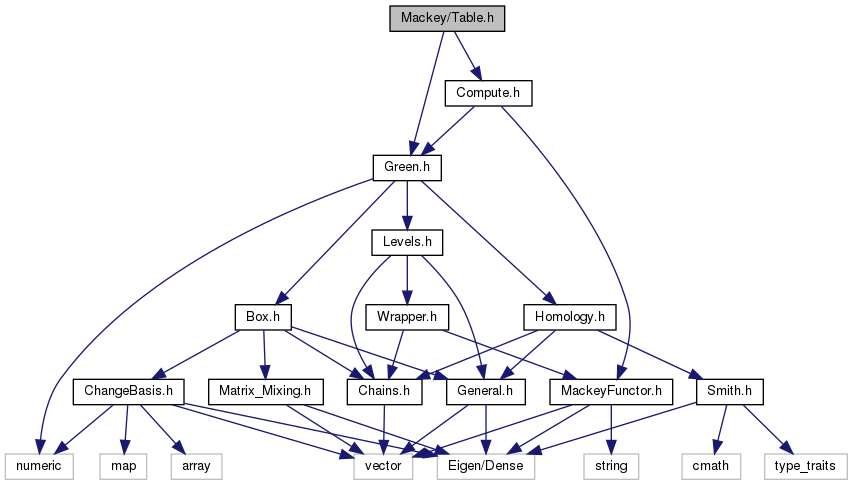 Mackey/Table.h
Compute.h
Green.h
Levels.h
Box.h
Wrapper.h
Homology.h
ChangeBasis.h
Matrix_Mixing.h
Chains.h
General.h
MackeyFunctor.h
Smith.h
numeric
map
array
vector
Eigen/Dense
string
cmath
type_traits